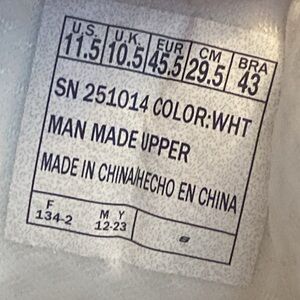 U.S. U.K. EUR CM BRA
11.5 10.5 45.5 29.5 43
SN 251014 COLOR:WHT
MAN MADE UPPER
MADE IN CHINA/HECHO EN CHINA
F M Y
134-2 12-23